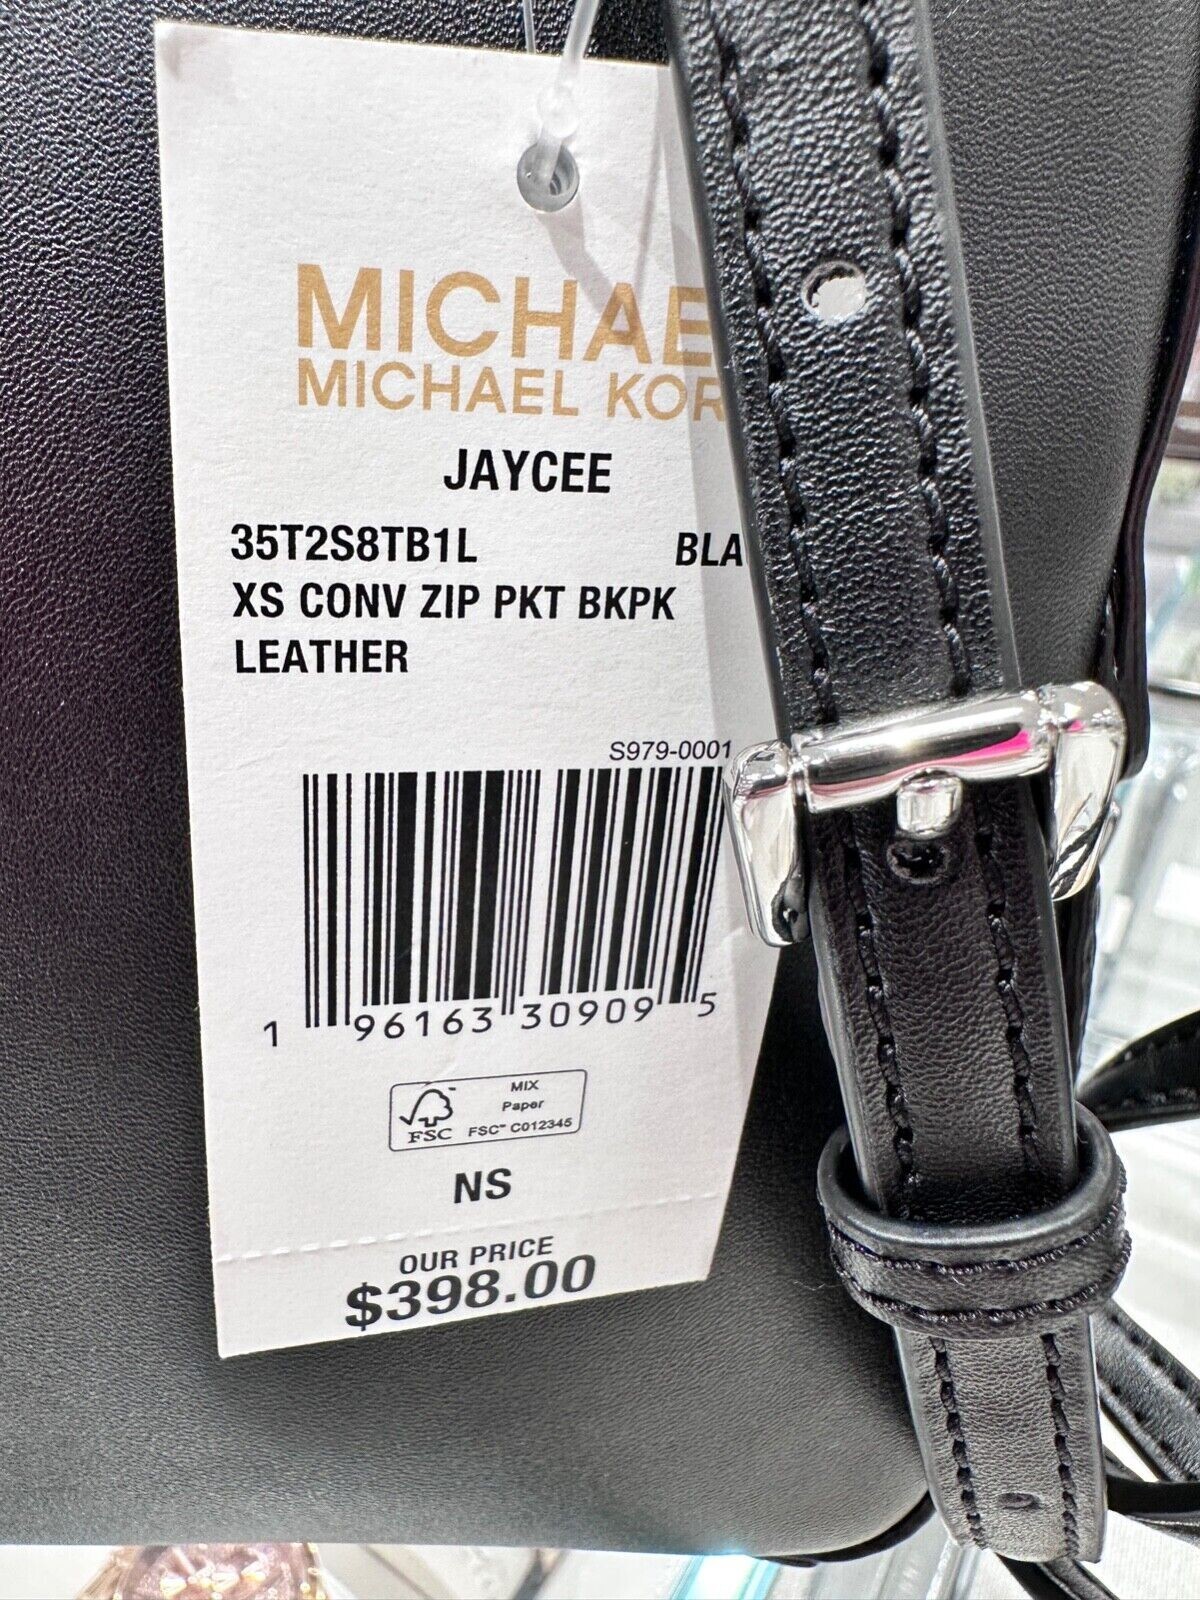 MICHAE
MICHAEL KOR
JAYCEE
35T2S8TB1L BLA
XS CONV ZIP PKT BKPK
LEATHER
S979-0001
1 96163 30909 5
FSC
MIX
Paper
FSC™ C012345
NS
OUR PRICE
$398.00